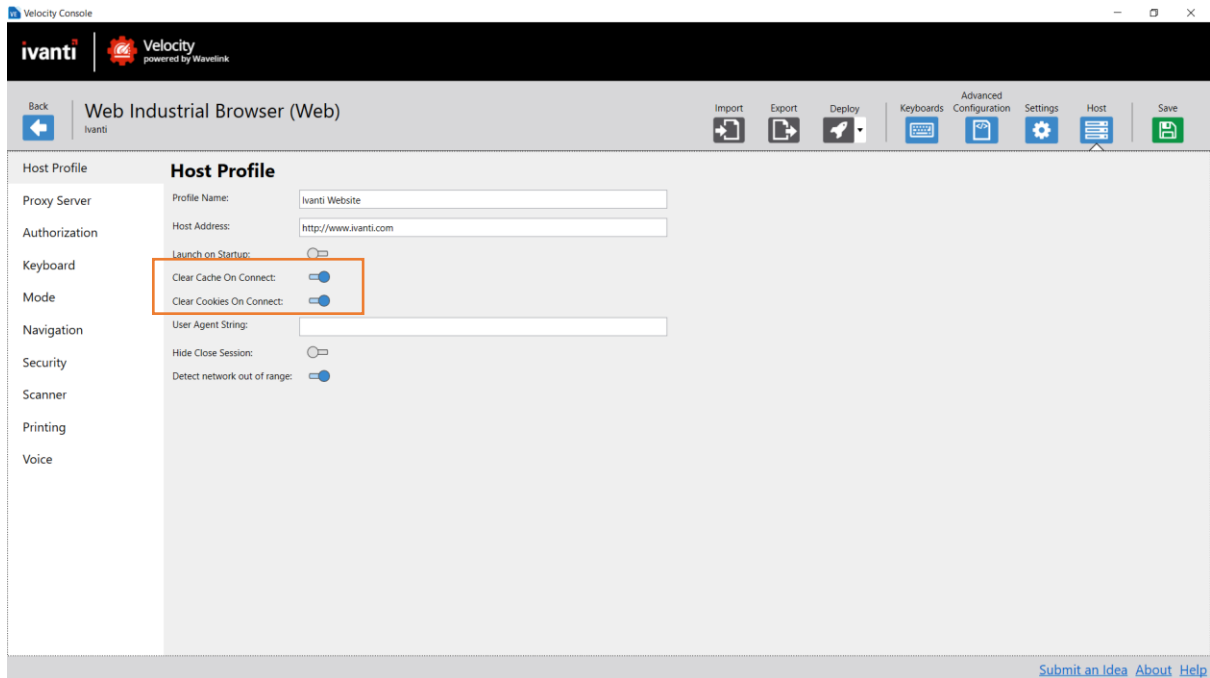 Velocity Console
ivanti
Velocity
powered by Wavelink
Back
Web Industrial Browser (Web)
Ivanti
Import
Export
Deploy
Keyboards
Advanced
Configuration
Settings
Host
Save
Host Profile
Proxy Server
Authorization
Keyboard
Mode
Navigation
Security
Scanner
Printing
Voice
Host Profile
Profile Name: Ivanti Website
Host Address: http://www.ivanti.com
Launch on Startup:
Clear Cache On Connect:
Clear Cookies On Connect:
User Agent String:
Hide Close Session:
Detect network out of range:
Submit an Idea About Help